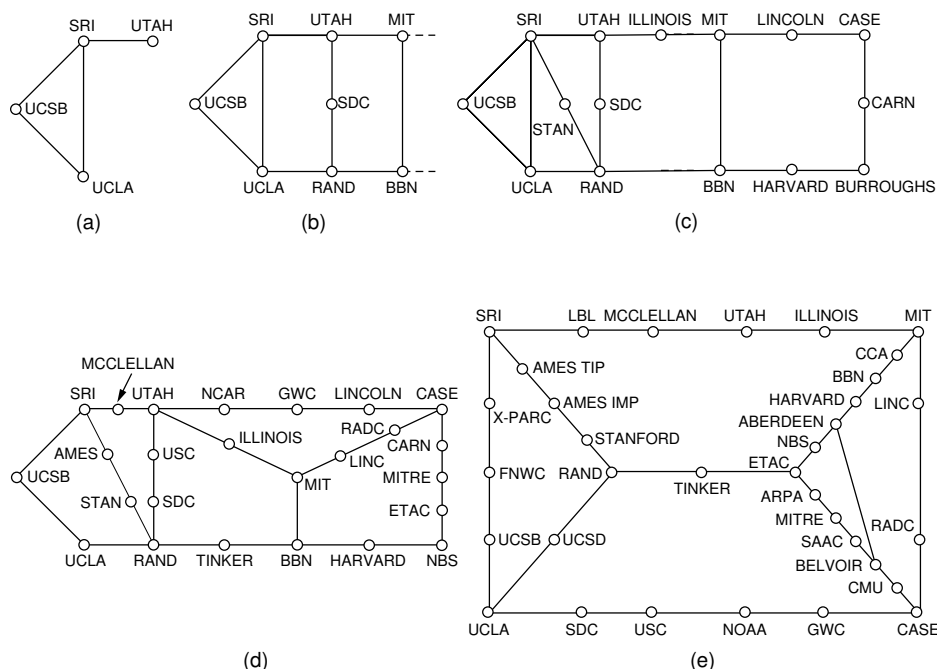 SRI UTAH
UCSB
UCLA
(a)
SRI UTAH MIT
UCSB SDC
UCLA RAND BBN
(b)
SRI UTAH ILLINOIS MIT LINCOLN CASE
UCSB SDC CARN
STAN
UCLA RAND BBN HARVARD BURROUGHS
(c)
MCCLELLAN
SRI UTAH NCAR GWC LINCOLN CASE
RADC
ILLINOIS CARN
AMES USC LINC
UCSB MIT MITRE
STAN SDC
ETAC
UCLA RAND TINKER BBN HARVARD NBS
(d)
SRI LBL MCCLELLAN UTAH ILLINOIS MIT
CCA
AMES TIP
BBN
X-PARC AMES IMP HARVARD LINC
ABERDEEN
STANFORD NBS
FNWC RAND ETAC
TINKER
ARPA
MITRE
UCSB UCSD SAAC RADC
BELVOIR
CMU
UCLA SDC USC NOAA GWC CASE
(e)